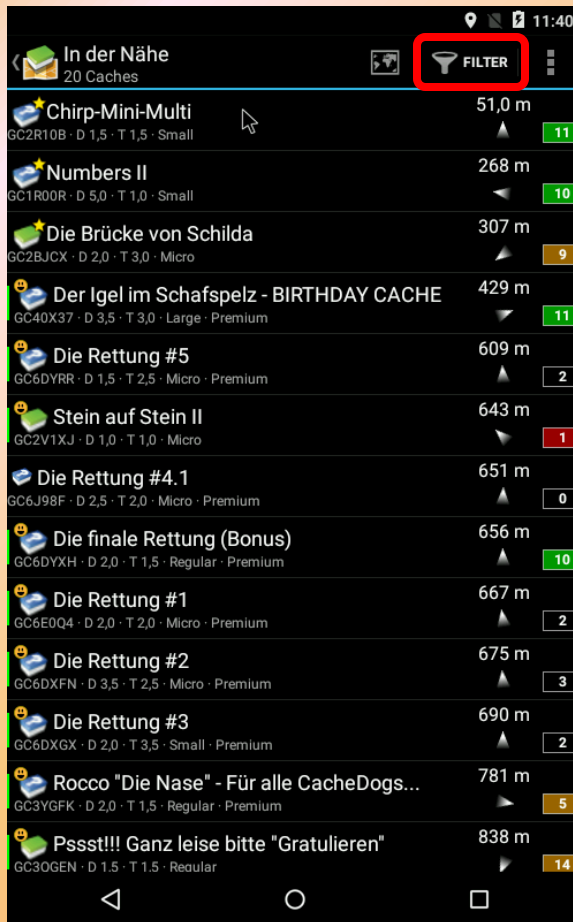 11:40
In der Nähe
20 Caches
FILTER
Chirp-Mini-Multi
51,0 m
GC2R10B · D 1,5 · T 1,5 · Small
11
Numbers II
268 m
GC1R00R · D 5,0 · T 1,0 · Small
10
Die Brücke von Schilda
307 m
GC2BJCX · D 2,0 · T 3,0 · Micro
9
Der Igel im Schafspelz - BIRTHDAY CACHE
429 m
GC40X37 · D 3,5 · T 3,0 · Large · Premium
11
Die Rettung #5
609 m
GC6DYRR · D 1,5 · T 2,5 · Micro · Premium
2
Stein auf Stein II
643 m
GC2V1XJ · D 1,0 · T 1,0 · Micro
1
Die Rettung #4.1
651 m
GC6J98F · D 2,5 · T 2,0 · Micro · Premium
0
Die finale Rettung (Bonus)
656 m
GC6DYXH · D 2,0 · T 1,5 · Regular · Premium
10
Die Rettung #1
667 m
GC6E0Q4 · D 2,0 · T 2,0 · Micro · Premium
2
Die Rettung #2
675 m
GC6DXFN · D 3,5 · T 2,5 · Micro · Premium
3
Die Rettung #3
690 m
GC6DXGX · D 2,0 · T 3,5 · Small · Premium
2
Rocco "Die Nase" - Für alle CacheDogs...
781 m
GC3YGFK · D 2,0 · T 1,5 · Regular · Premium
5
Pssst!!! Ganz leise bitte "Gratulieren"
838 m
GC3OGEN · D 1.5 · T 1.5 · Regular
14